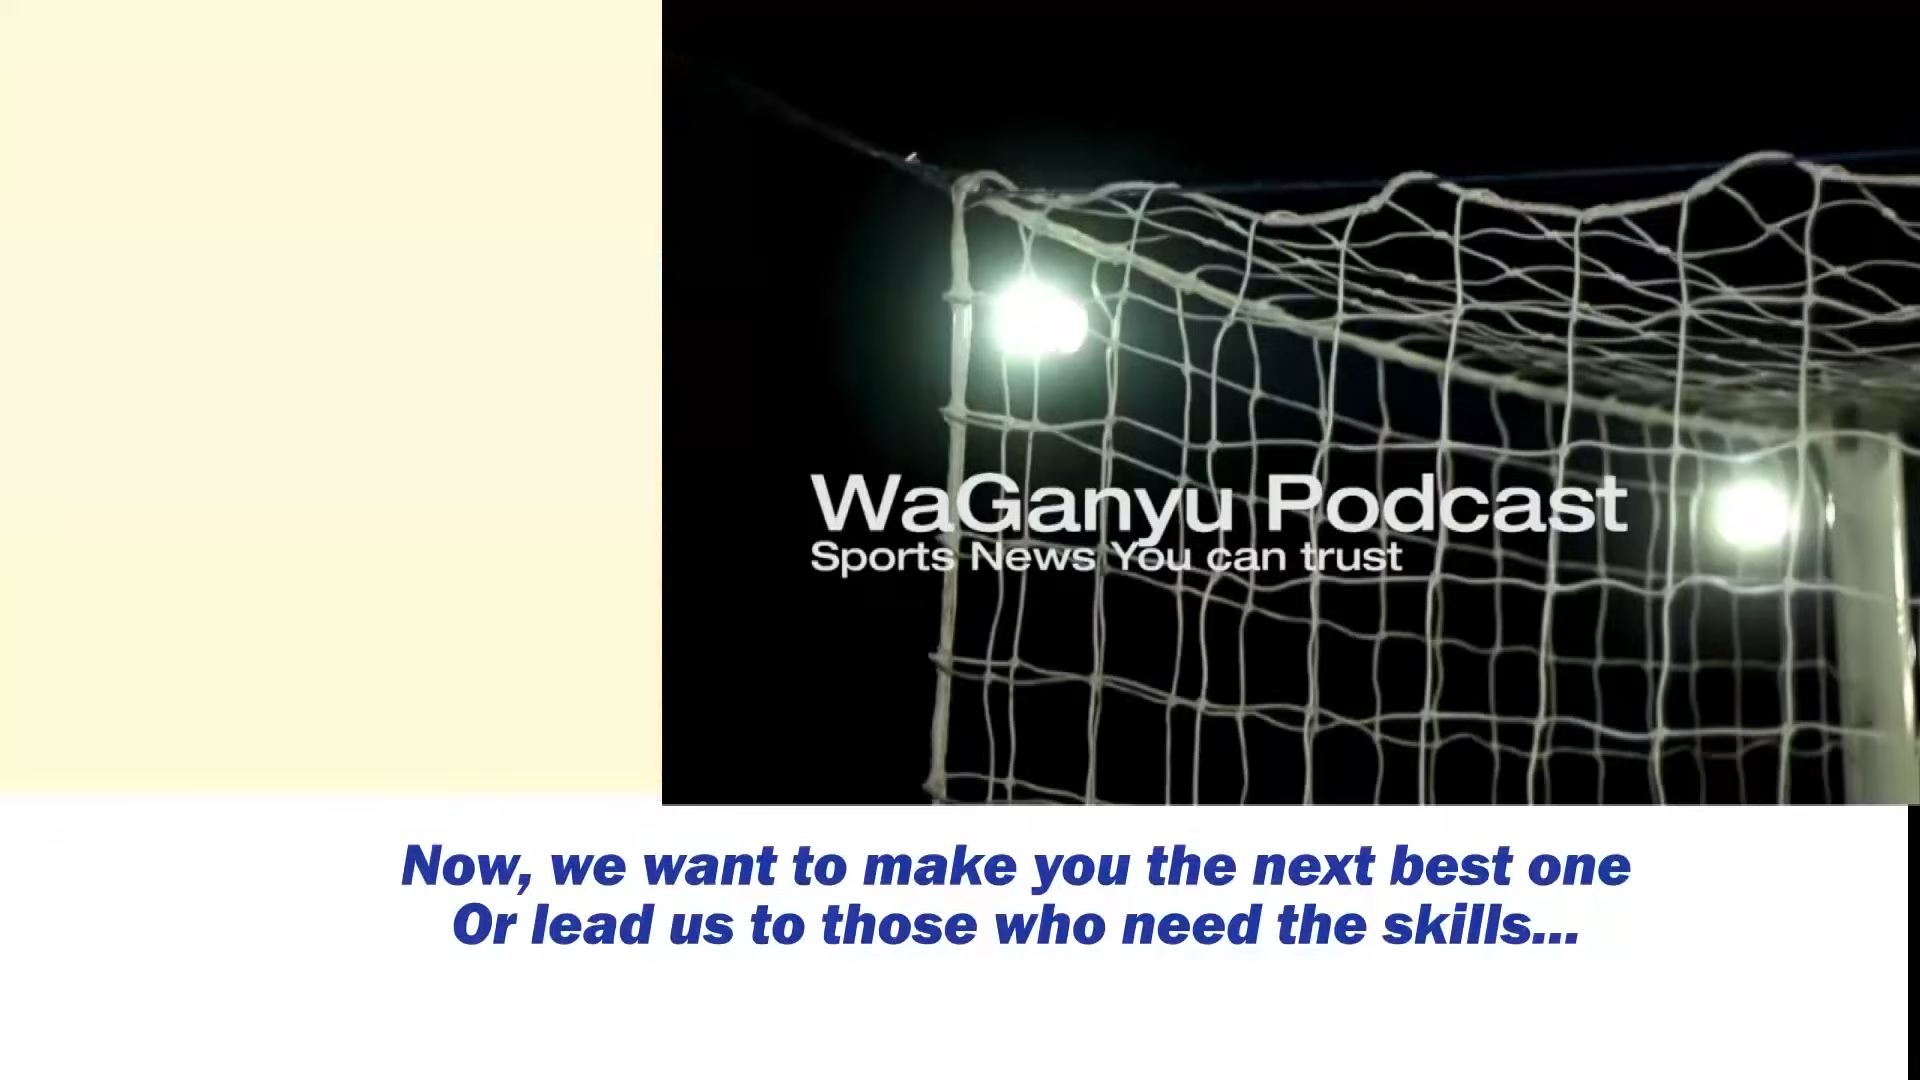 WaGanyu Podcast
Sports News You can trust
Now, we want to make you the next best one
Or lead us to those who need the skills...